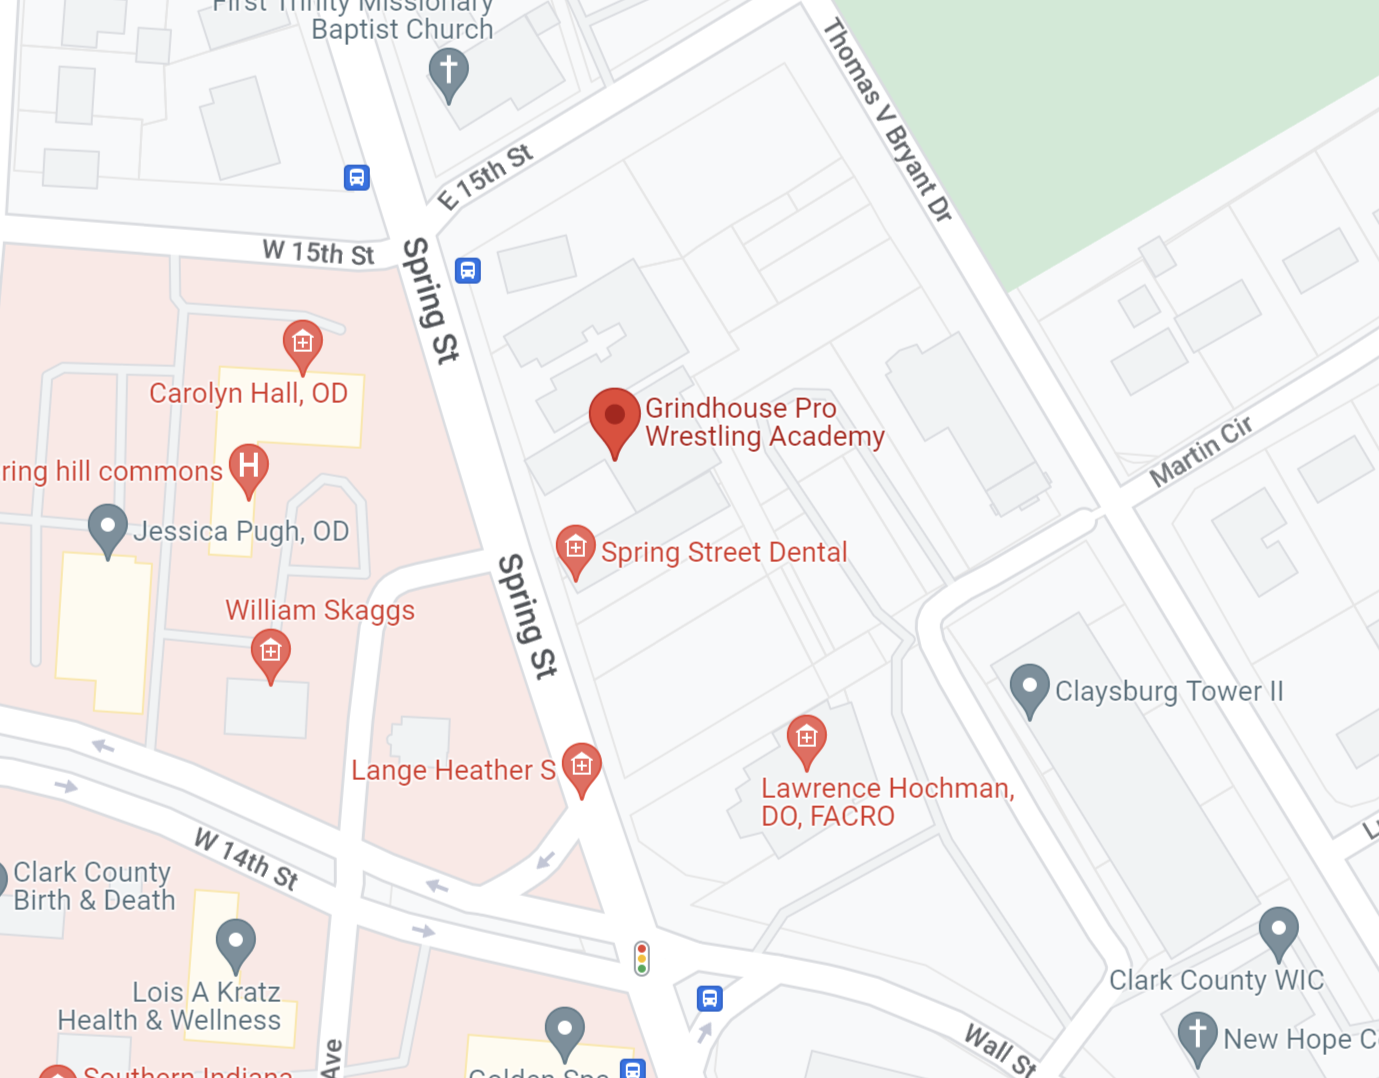 First Trinity Missionary
Baptist Church
Thomas V Bryant Dr
E 15th St
W 15th St
Spring St
Carolyn Hall, OD
Grindhouse Pro
Wrestling Academy
Martin Cir
ring hill commons
H
Jessica Pugh, OD
Spring Street Dental
Spring St
William Skaggs
Claysburg Tower II
Lange Heather S
Lawrence Hochman,
DO, FACRO
W 14th St
Clark County
Birth & Death
Lois A Kratz
Health & Wellness
Clark County WIC
New Hope C
Wall St
Ave
Southern Indiana
Golden Spo